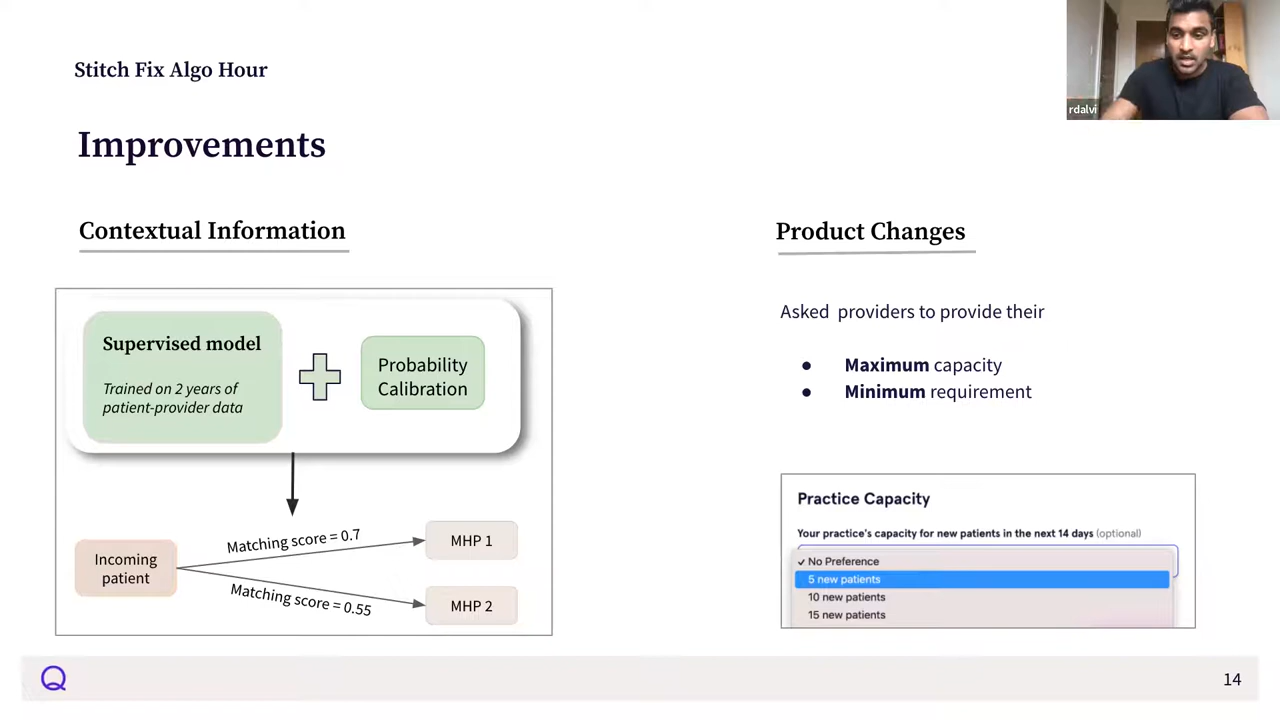 Stitch Fix Algo Hour
rdalvi
Improvements
Contextual Information
Supervised model
Trained on 2 years of
patient-provider data
Probability
Calibration
Incoming
patient
Matching score = 0.7
Matching score = 0.55
MHP 1
MHP 2
Product Changes
Asked providers to provide their
● Maximum capacity
● Minimum requirement
Practice Capacity
Your practice's capacity for new patients in the next 14 days (optional)
✓ No Preference
5 new patients
10 new patients
15 new patients
14